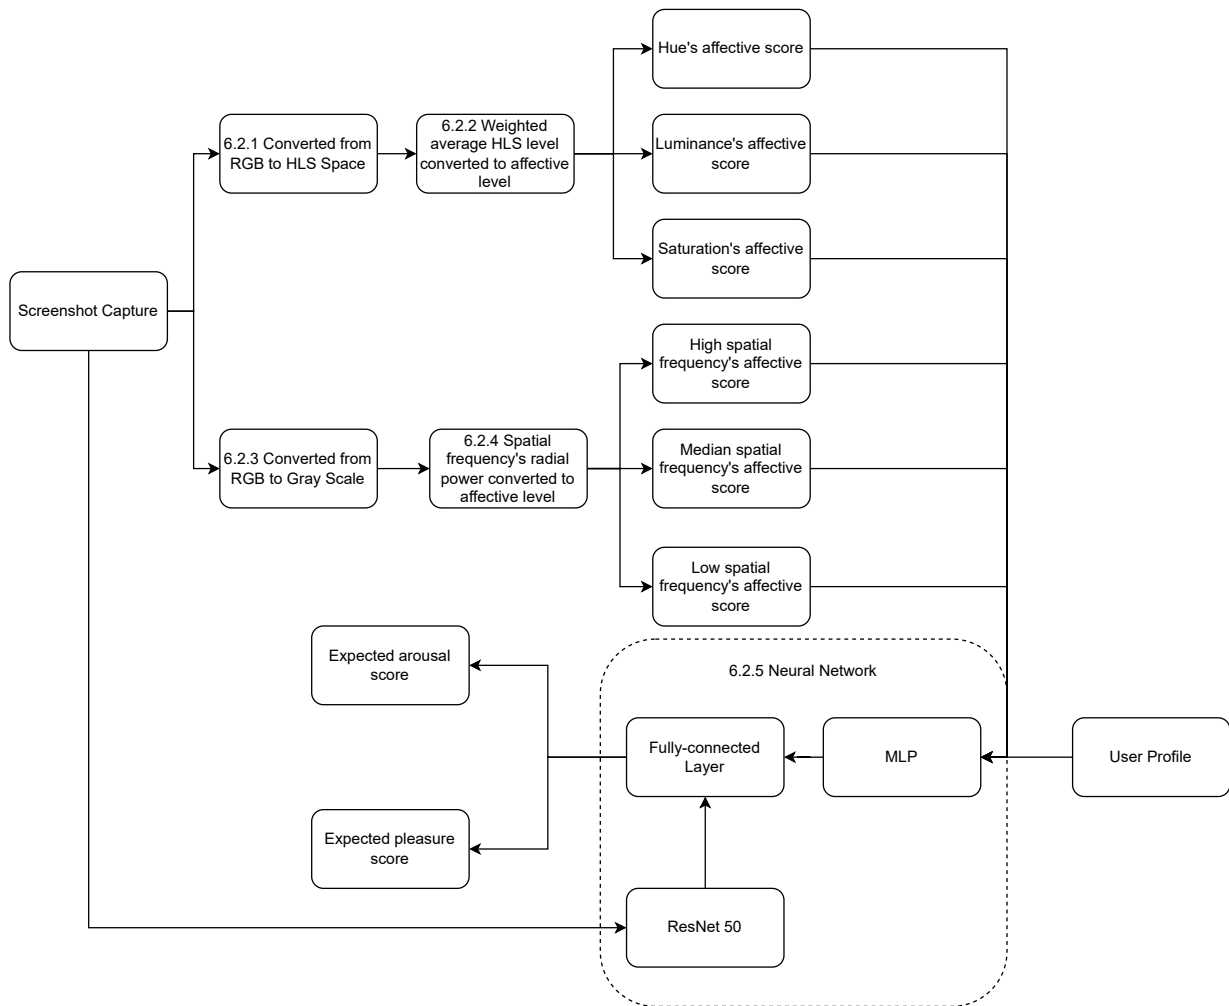 Hue's affective score
6.2.1 Converted from
RGB to HLS Space
6.2.2 Weighted
average HLS level
converted to affective
level
Luminance's affective
score
Saturation's affective
score
Screenshot Capture
High spatial
frequency's affective
score
6.2.3 Converted from
RGB to Gray Scale
6.2.4 Spatial
frequency's radial
power converted to
affective level
Median spatial
frequency's affective
score
Low spatial
frequency's affective
score
Expected arousal
score
6.2.5 Neural Network
Fully-connected
Layer
MLP
User Profile
Expected pleasure
score
ResNet 50